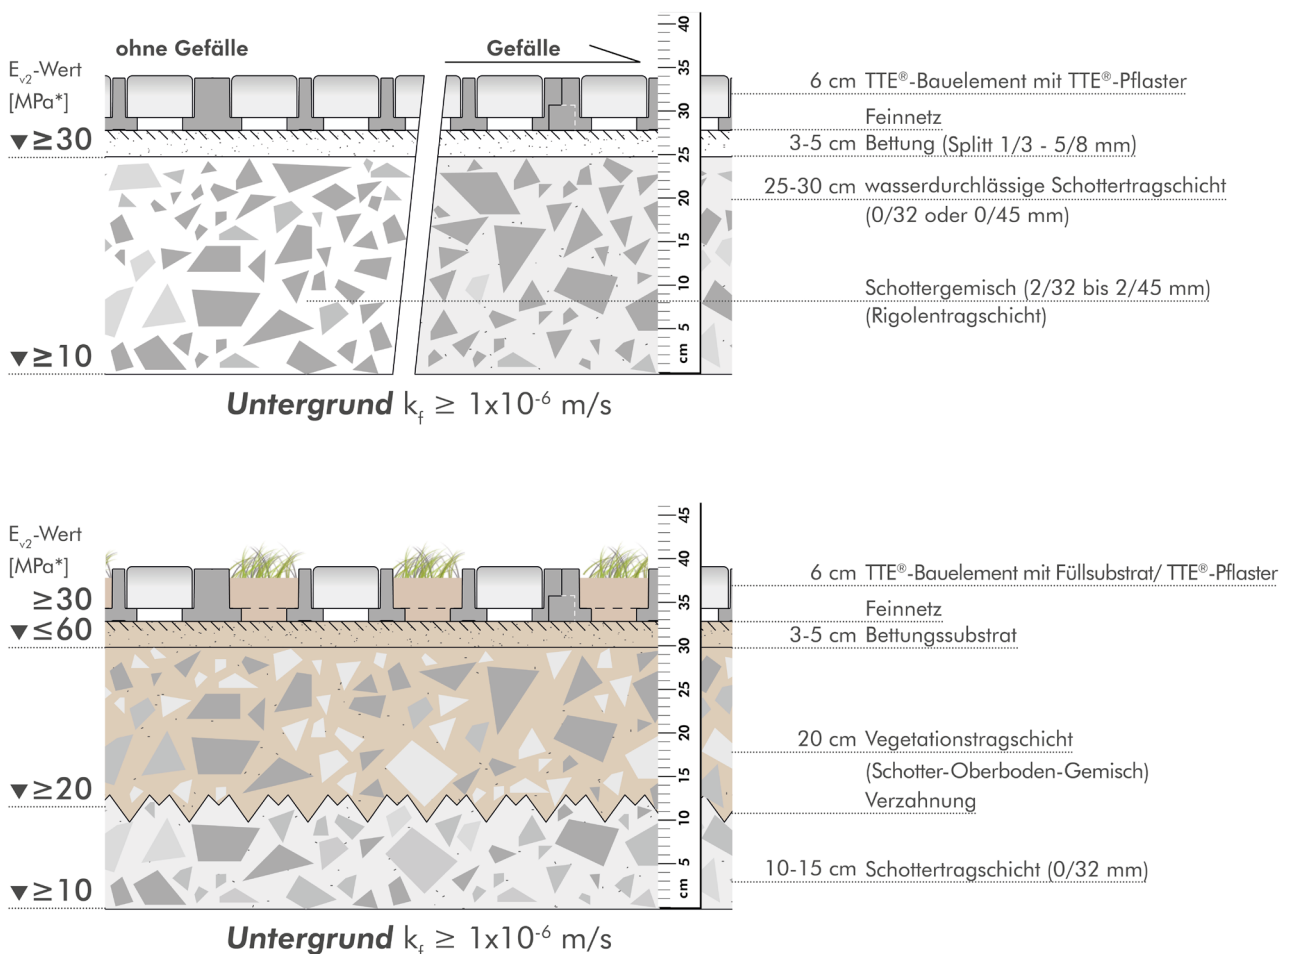 ohne Gefälle
Gefälle
E_v2-Wert
[MPa*]
▼≥30
▼≥10
40
35
30
25
20
15
10
5
cm
6 cm TTE®-Bauelement mit TTE®-Pflaster
Feinnetz
3-5 cm Bettung (Splitt 1/3 - 5/8 mm)
25-30 cm wasserdurchlässige Schottertragschicht
(0/32 oder 0/45 mm)
Schottergemisch (2/32 bis 2/45 mm)
(Rigolentragschicht)
Untergrund k_f ≥ 1x10⁻⁶ m/s
E_v2-Wert
[MPa*]
≥30
▼≤60
▼≥20
▼≥10
45
40
35
30
25
20
15
10
5
cm
6 cm TTE®-Bauelement mit Füllsubstrat/ TTE®-Pflaster
Feinnetz
3-5 cm Bettungssubstrat
20 cm Vegetationstragschicht
(Schotter-Oberboden-Gemisch)
Verzahnung
10-15 cm Schottertragschicht (0/32 mm)
Untergrund k_f ≥ 1x10⁻⁶ m/s